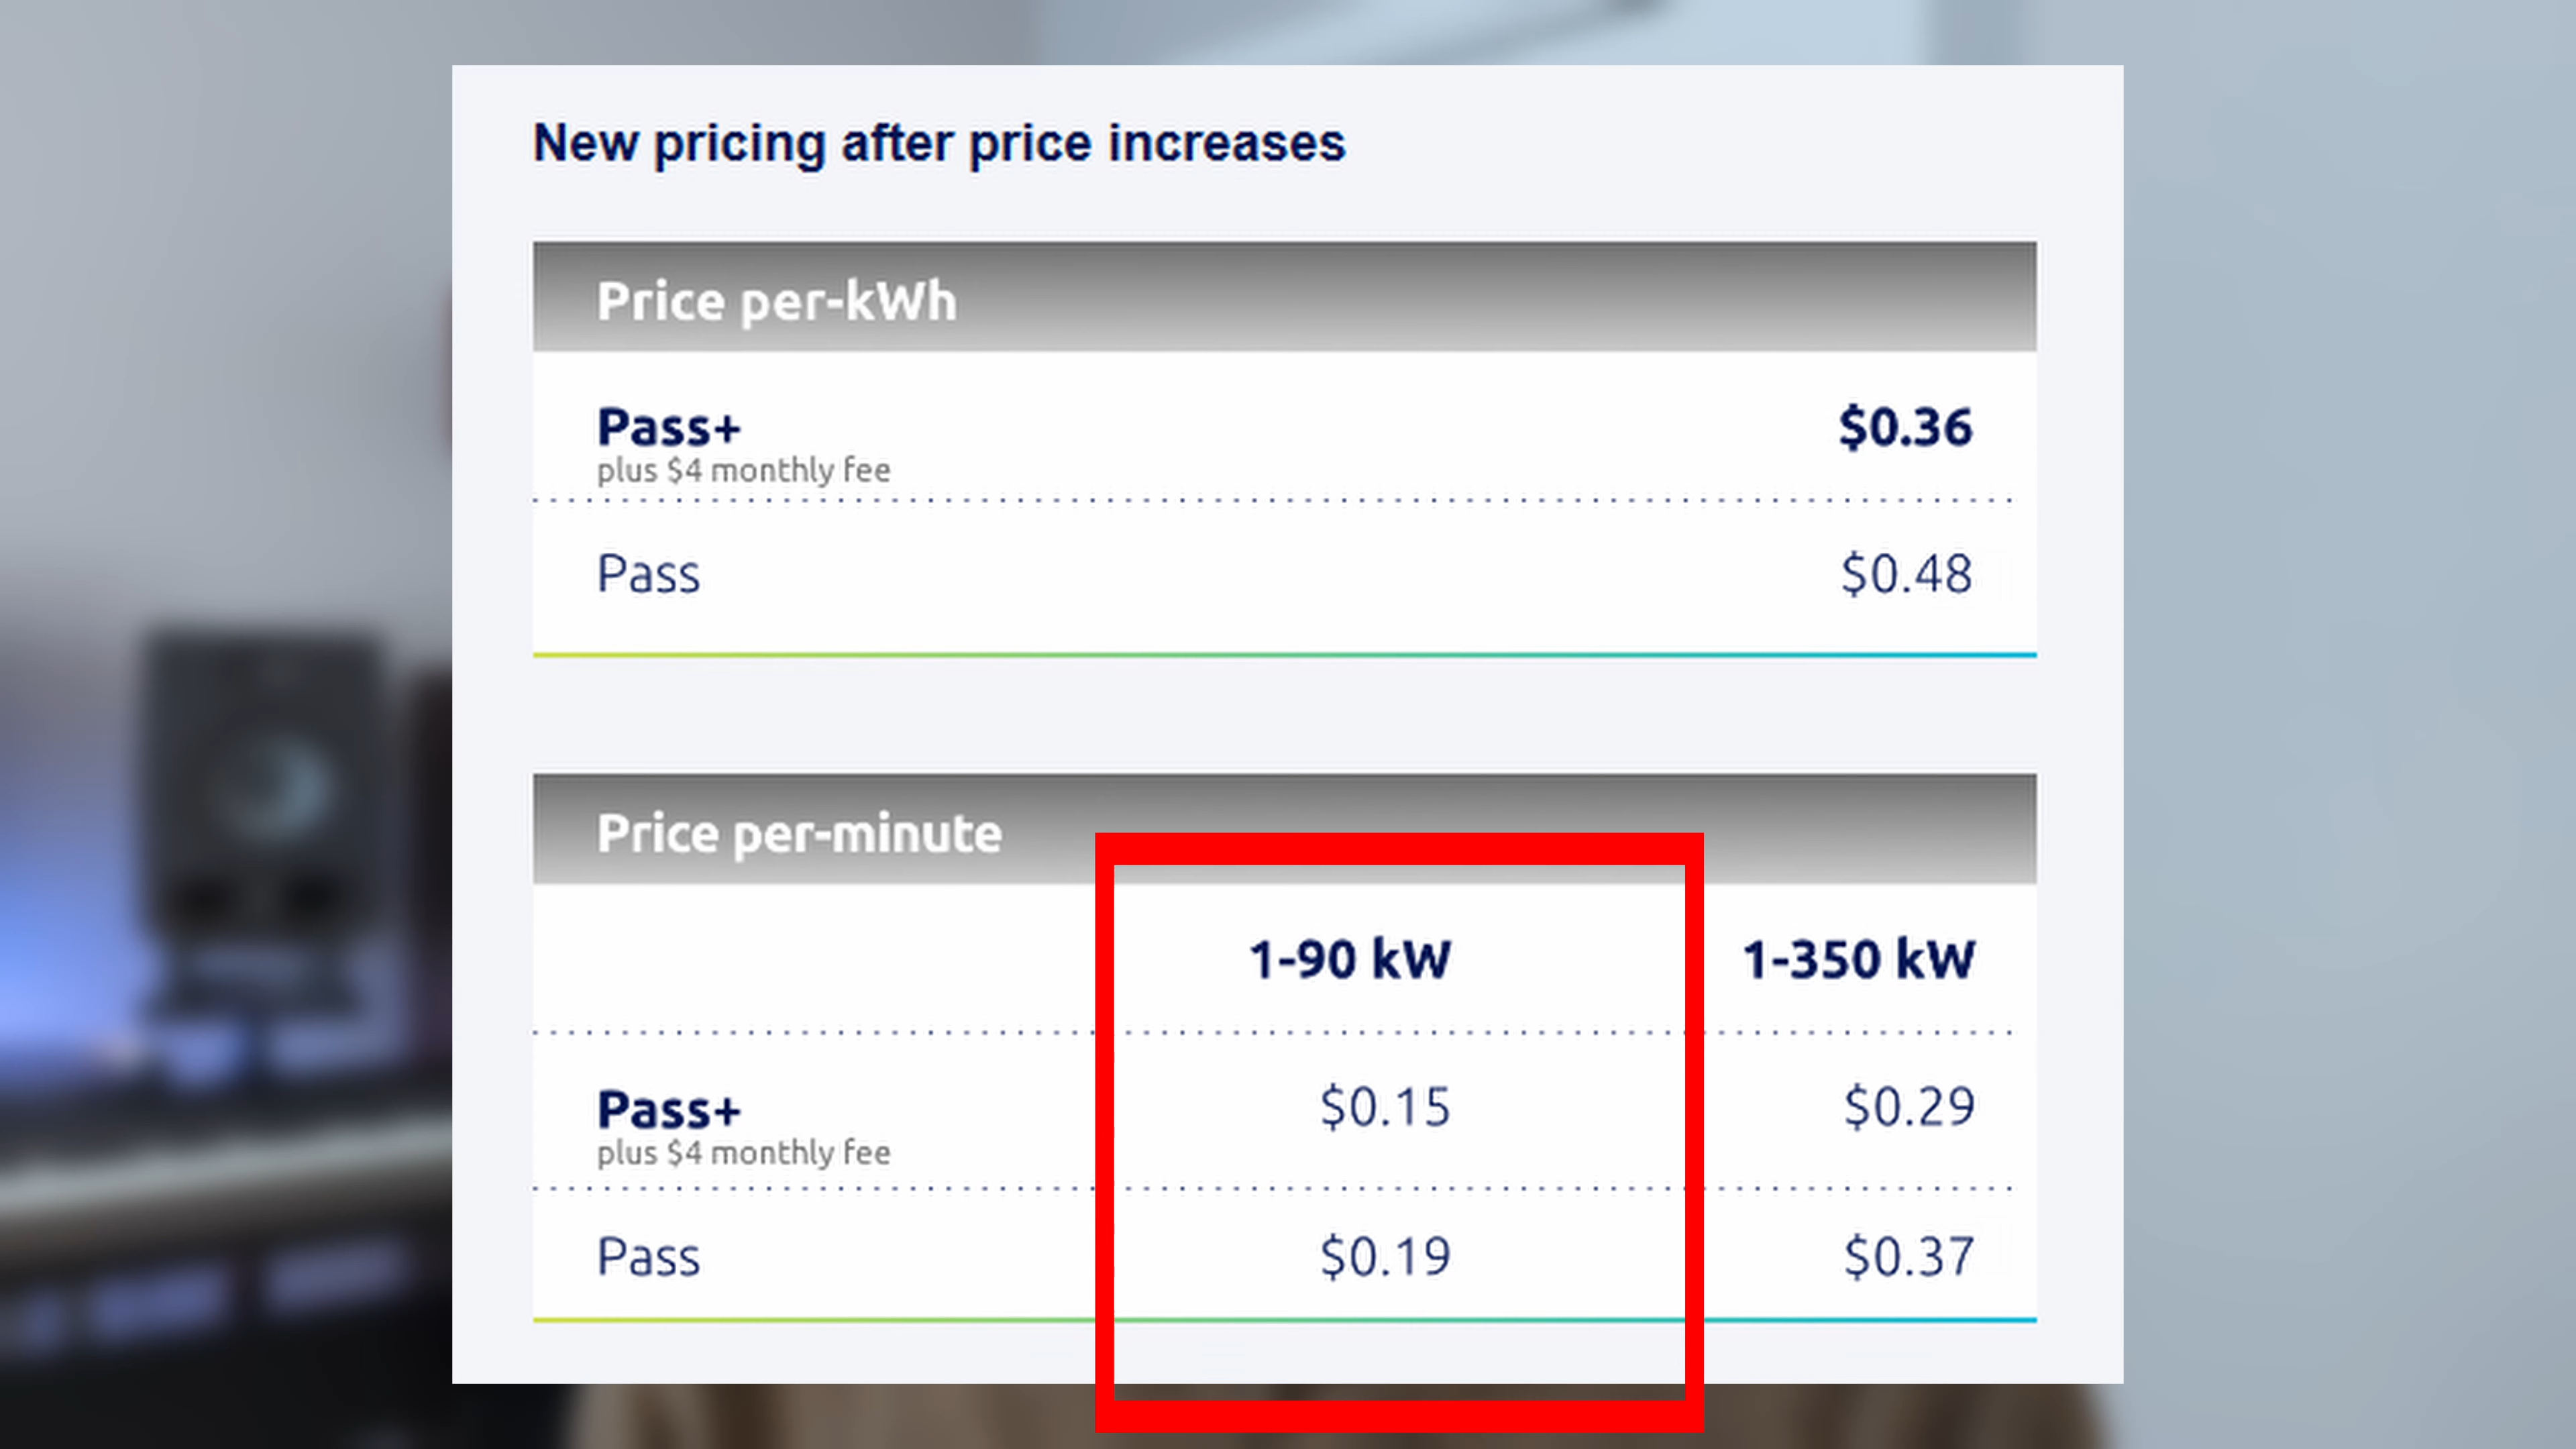 New pricing after price increases
Price per-kWh
Pass+ $0.36
plus $4 monthly fee
Pass $0.48
Price per-minute
1-90 kW 1-350 kW
Pass+ $0.15 $0.29
plus $4 monthly fee
Pass $0.19 $0.37